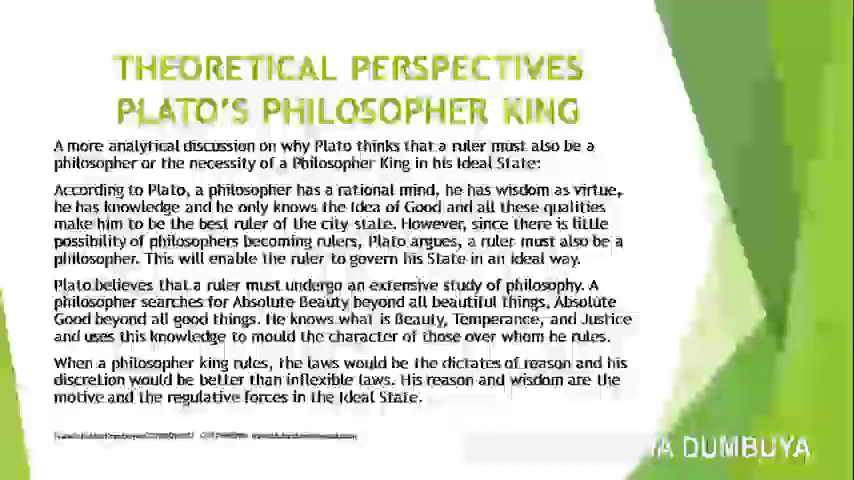 THEORETICAL PERSPECTIVES
PLATO'S PHILOSOPHER KING
A more analytical discussion on why Plato thinks that a ruler must also be a
philosopher or the necessity of a Philosopher King in his Ideal State:
According to Plato, a philosopher has a rational mind, he has wisdom as virtue,
he has knowledge and he only knows the Idea of Good and all these qualities
make him to be the best ruler of the city state. However, since there is little
possibility of philosophers becoming rulers, Plato argues, a ruler must also be a
philosopher. This will enable the ruler to govern his State in an ideal way.
Plato believes that a ruler must undergo an extensive study of philosophy. A
philosopher searches for Absolute Beauty beyond all beautiful things, Absolute
Good beyond all good things. He knows what is Beauty, Temperance, and Justice
and uses this knowledge to mould the character of those over whom he rules.
When a philosopher king rules, the laws would be the dictates of reason and his
discretion would be better than inflexible laws. His reason and wisdom are the
motive and the regulative forces in the Ideal State.
DUMBUYA